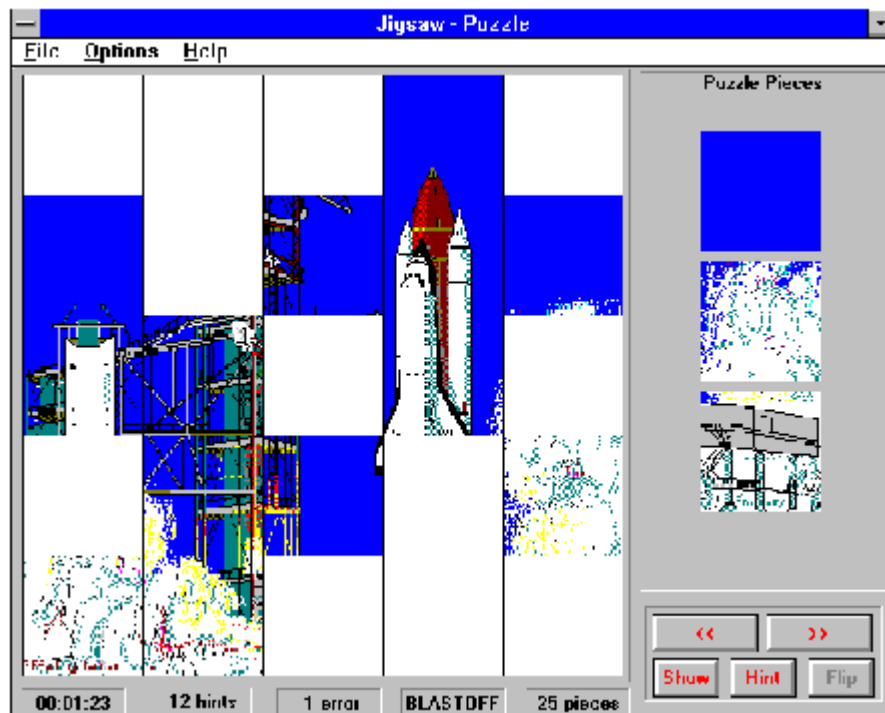 Jigsaw - Puzzle
File Options Help
Puzzle Pieces
<< >>
Show Hint Flip
00:01:23 12 hints 1 error BLASTOFF 25 pieces